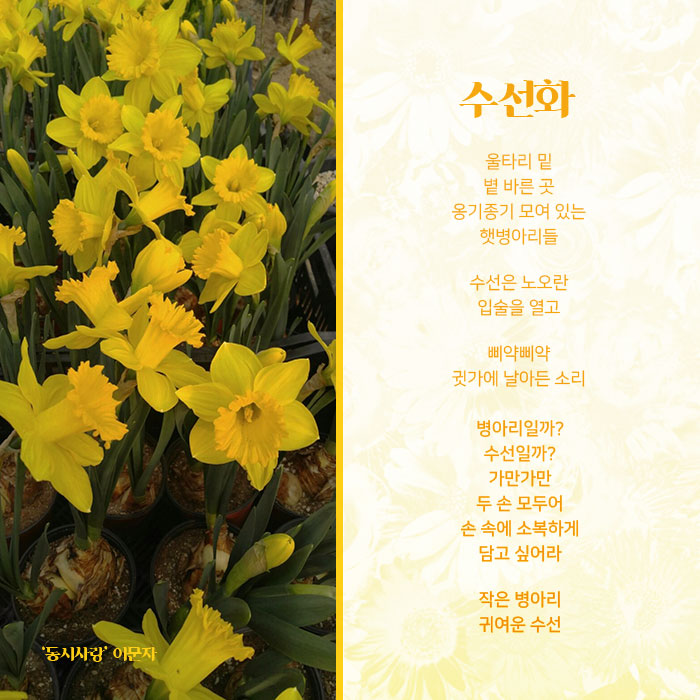 수선화
울타리 밑
볕 바른 곳
옹기종기 모여 있는
햇병아리들
수선은 노오란
입술을 열고
삐약삐약
귓가에 날아든 소리
병아리일까?
수선일까?
가만가만
두 손 모두어
손 속에 소복하게
담고 싶어라
작은 병아리
귀여운 수선
'동시사랑' 이문자